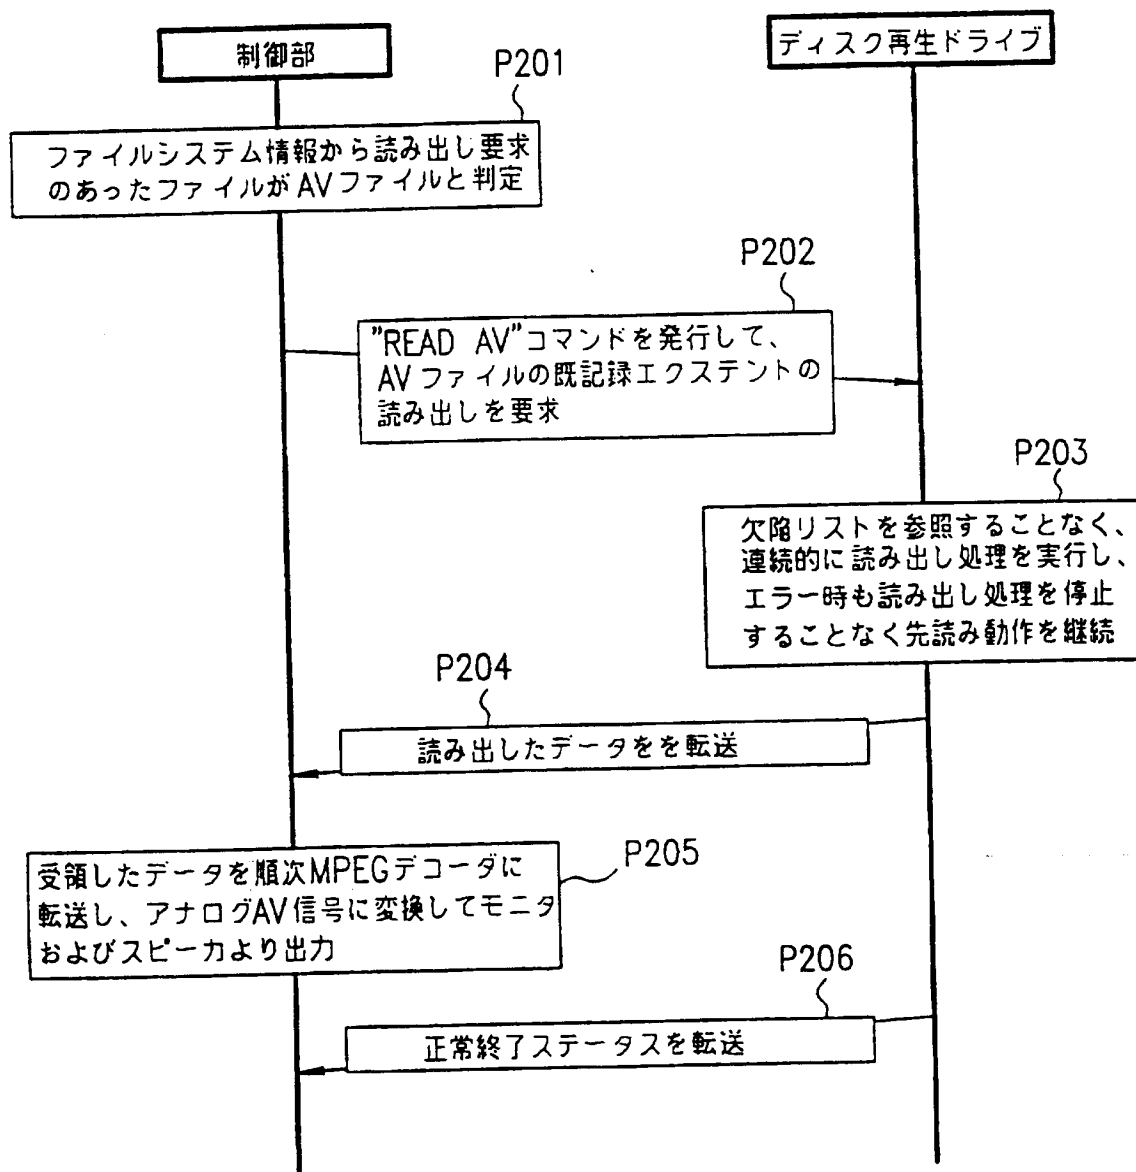 制御部
ディスク再生ドライブ
P201
ファイルシステム情報から読み出し要求
のあったファイルがAVファイルと判定
P202
”READ AV”コマンドを発行して、
AVファイルの既記録エクステントの
読み出しを要求
P203
欠陥リストを参照することなく、
連続的に読み出し処理を実行し、
エラー時も読み出し処理を停止
することなく先読み動作を継続
P204
読み出したデータをを転送
P205
受領したデータを順次MPEGデコーダに
転送し、アナログAV信号に変換してモニタ
およびスピーカより出力
P206
正常終了ステータスを転送